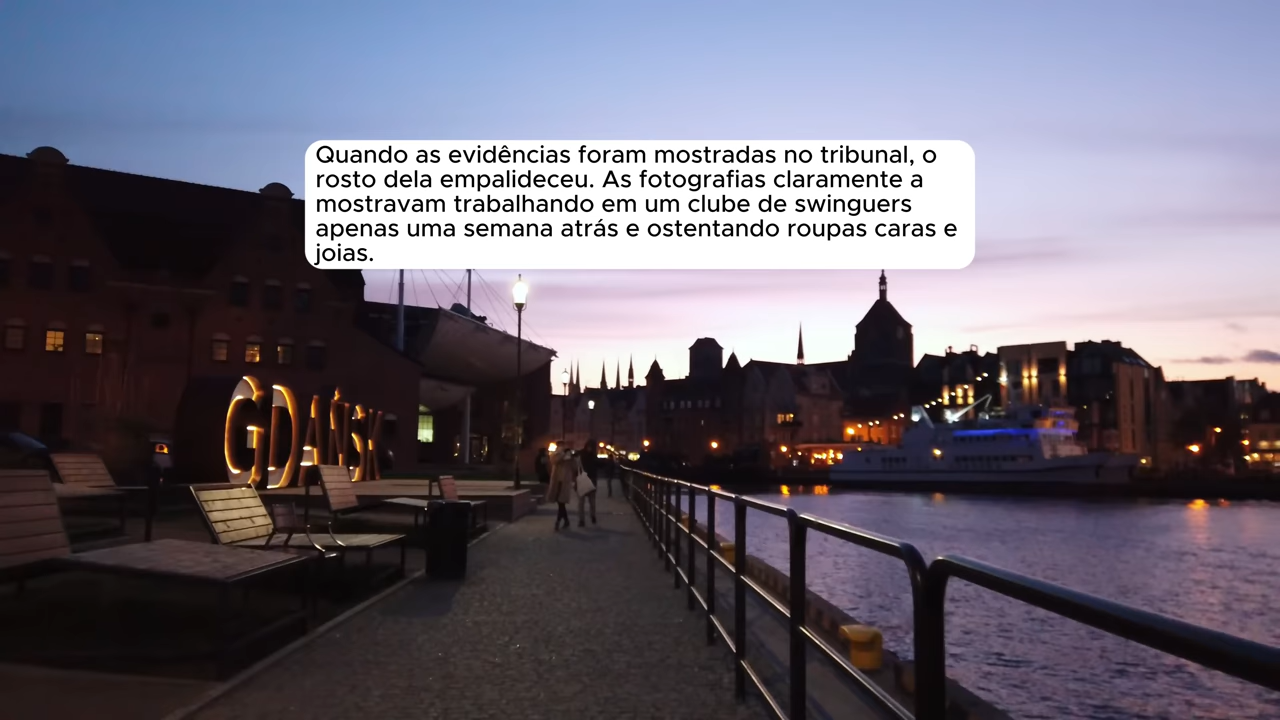 Quando as evidências foram mostradas no tribunal, o
rosto dela empalideceu. As fotografias claramente a
mostravam trabalhando em um clube de swinguers
apenas uma semana atrás e ostentando roupas caras e
joias.
GDAŃSK